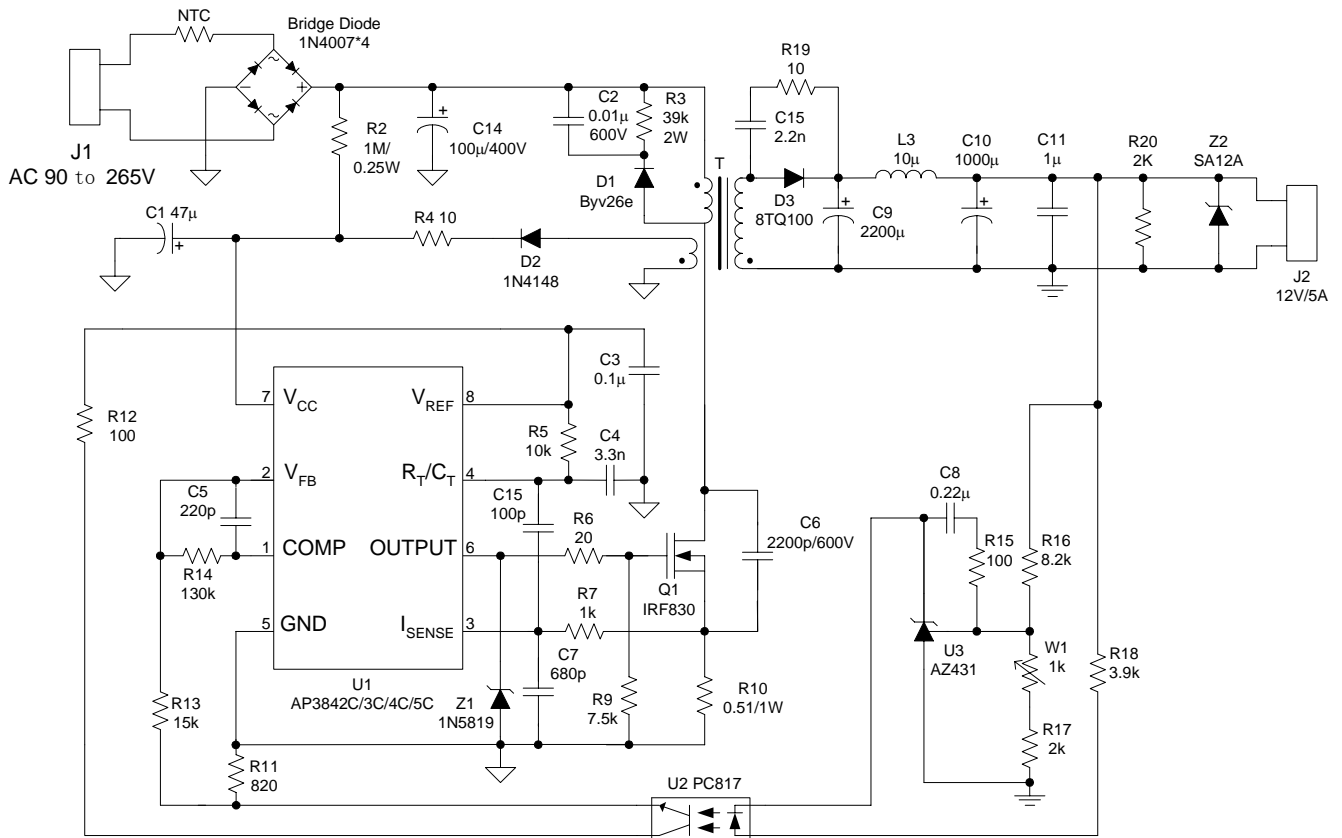 NTC
Bridge Diode
1N4007*4
J1
AC 90 to 265V
R2
1M/
0.25W
+
C14
100μ/400V
C2
0.01μ
600V
R3
39k
2W
D1
Byv26e
T
R19
10
C15
2.2n
D3
8TQ100
+
C9
2200μ
L3
10μ
C10
1000μ
+
C11
1μ
R20
2K
Z2
SA12A
J2
12V/5A
C1 47μ
+
R4 10
D2
1N4148
R12
100
7
VCC
VREF
8
2
VFB
RT/CT
4
1
COMP
OUTPUT
6
5
GND
ISENSE
3
U1
AP3842C/3C/4C/5C
C3
0.1μ
R5
10k
C4
3.3n
C5
220p
R14
130k
C15
100p
R6
20
Q1
IRF830
C6
2200p/600V
R7
1k
C7
680p
Z1
1N5819
R9
7.5k
R10
0.51/1W
R13
15k
R11
820
U2 PC817
C8
0.22μ
R15
100
R16
8.2k
U3
AZ431
W1
1k
R18
3.9k
R17
2k